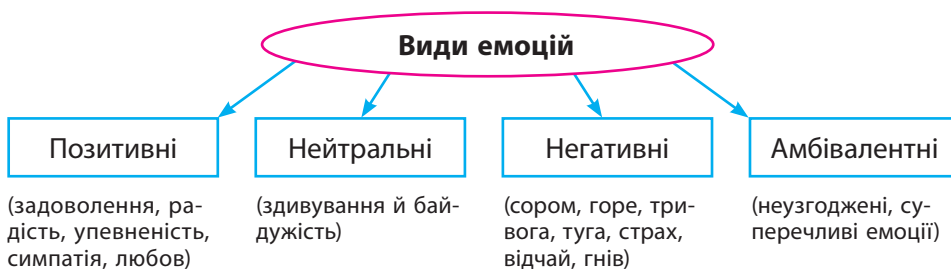 Види емоцій
Позитивні
Нейтральні
Негативні
Амбівалентні
(задоволення, ра-
дість, упевненість,
симпатія, любов)
(здивування й бай-
дужість)
(сором, горе, три-
вога, туга, страх,
відчай, гнів)
(неузгоджені, су-
перечливі емоції)